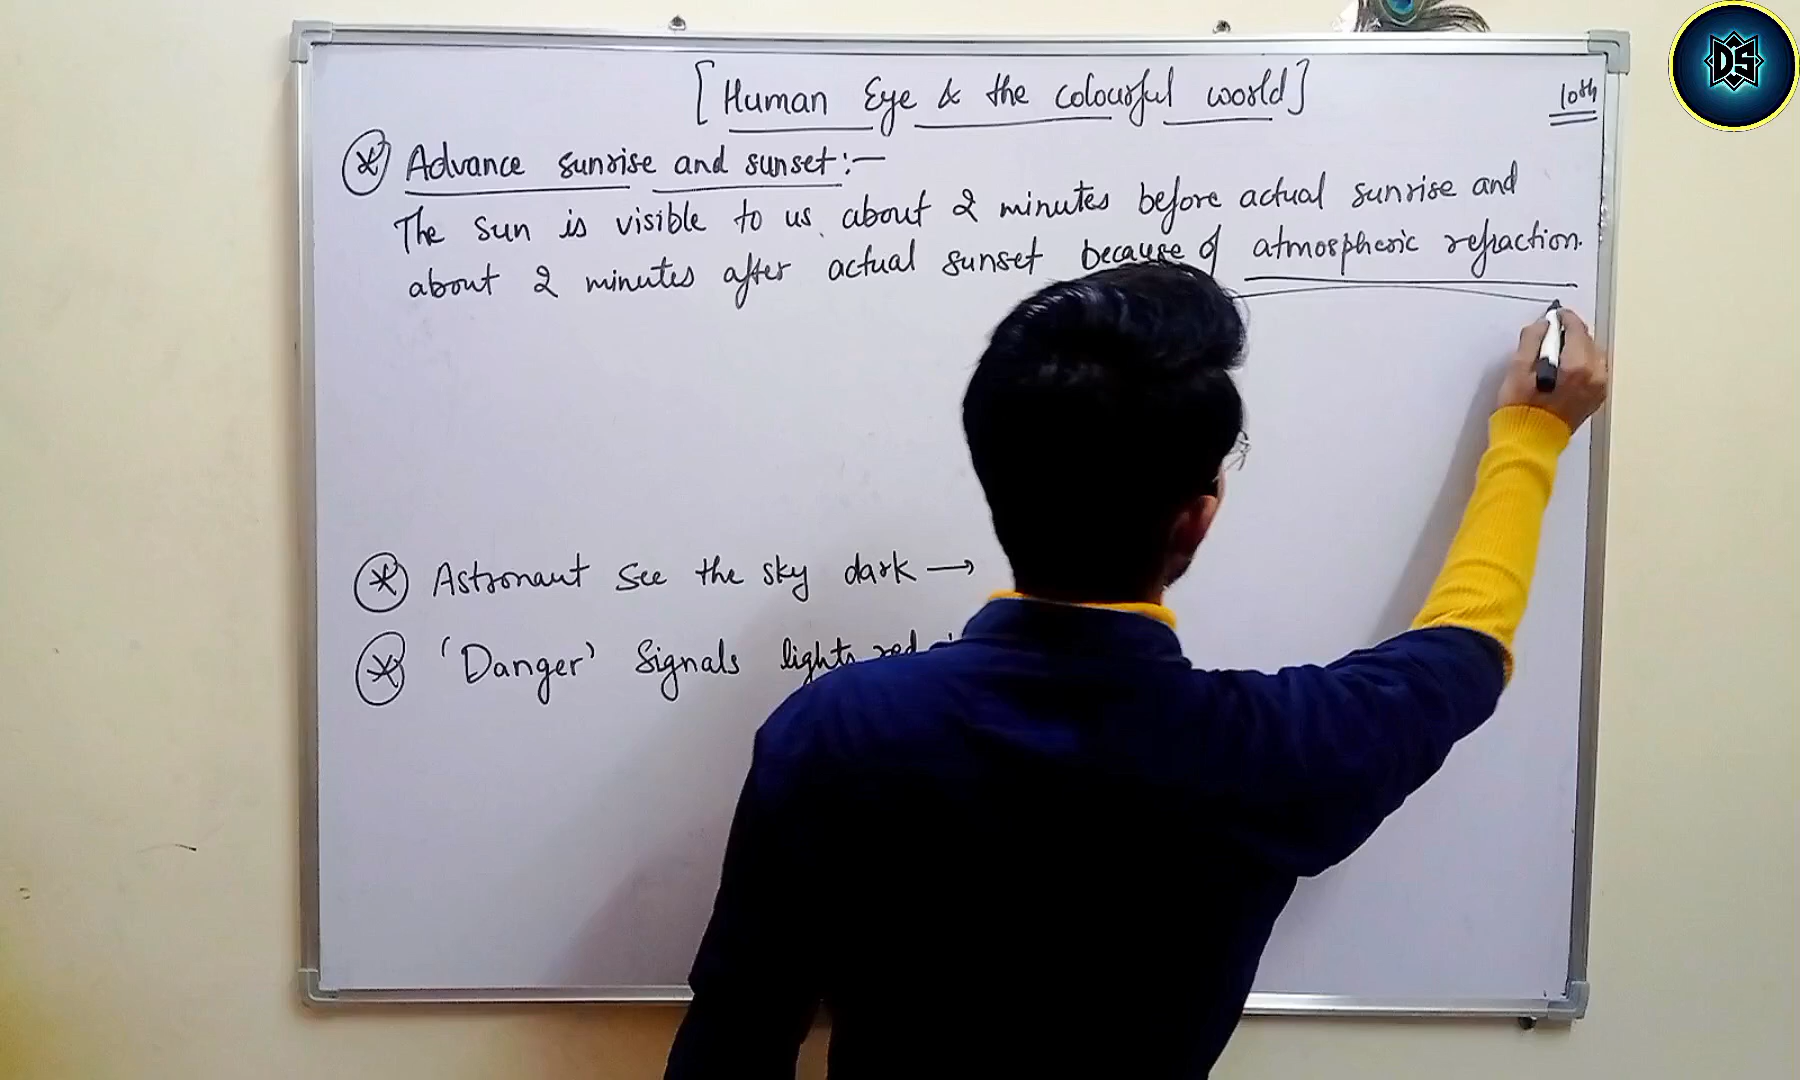 [Human Eye & the colourful world]
10th
Advance sunrise and sunset:—
The sun is visible to us about 2 minutes before actual sunrise and
about 2 minutes after actual sunset because of atmospheric refraction.
Astronaut see the sky dark →
'Danger' signals lights red
DS